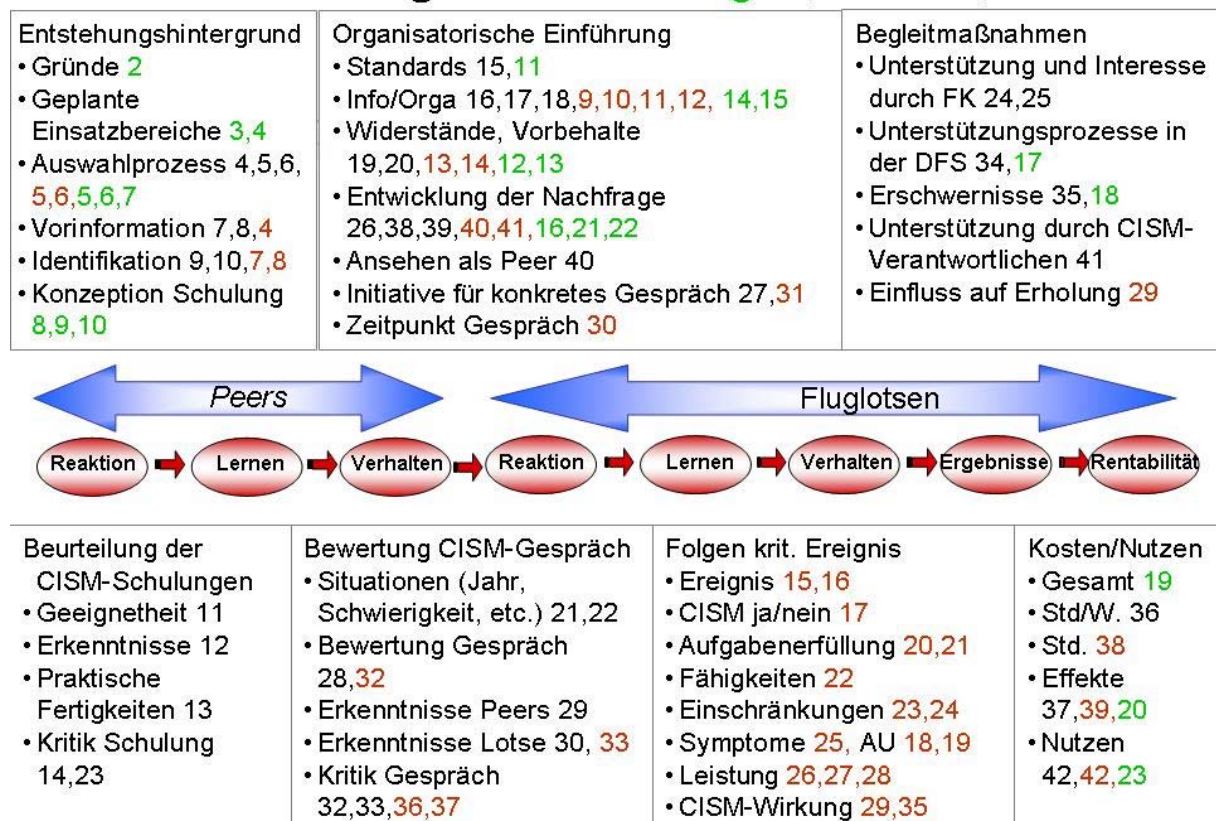 Entstehungshintergrund
• Gründe 2
• Geplante
Einsatzbereiche 3,4
• Auswahlprozess 4,5,6,
5,6,5,6,7
• Vorinformation 7,8,4
• Identifikation 9,10,7,8
• Konzeption Schulung
8,9,10
Organisatorische Einführung
• Standards 15,11
• Info/Orga 16,17,18,9,10,11,12, 14,15
• Widerstände, Vorbehalte
19,20,13,14,12,13
• Entwicklung der Nachfrage
26,38,39,40,41,16,21,22
• Ansehen als Peer 40
• Initiative für konkretes Gespräch 27,31
• Zeitpunkt Gespräch 30
Begleitmaßnahmen
• Unterstützung und Interesse
durch FK 24,25
• Unterstützungsprozesse in
der DFS 34,17
• Erschwernisse 35,18
• Unterstützung durch CISM-
Verantwortlichen 41
• Einfluss auf Erholung 29
Peers
Fluglotsen
Reaktion
Lernen
Verhalten
Reaktion
Lernen
Verhalten
Ergebnisse
Rentabilität
Beurteilung der
CISM-Schulungen
• Geeignetheit 11
• Erkenntnisse 12
• Praktische
Fertigkeiten 13
• Kritik Schulung
14,23
Bewertung CISM-Gespräch
• Situationen (Jahr,
Schwierigkeit, etc.) 21,22
• Bewertung Gespräch
28,32
• Erkenntnisse Peers 29
• Erkenntnisse Lotse 30, 33
• Kritik Gespräch
32,33,36,37
Folgen krit. Ereignis
• Ereignis 15,16
• CISM ja/nein 17
• Aufgabenerfüllung 20,21
• Fähigkeiten 22
• Einschränkungen 23,24
• Symptome 25, AU 18,19
• Leistung 26,27,28
• CISM-Wirkung 29,35
Kosten/Nutzen
• Gesamt 19
• Std/W. 36
• Std. 38
• Effekte
37,39,20
• Nutzen
42,42,23